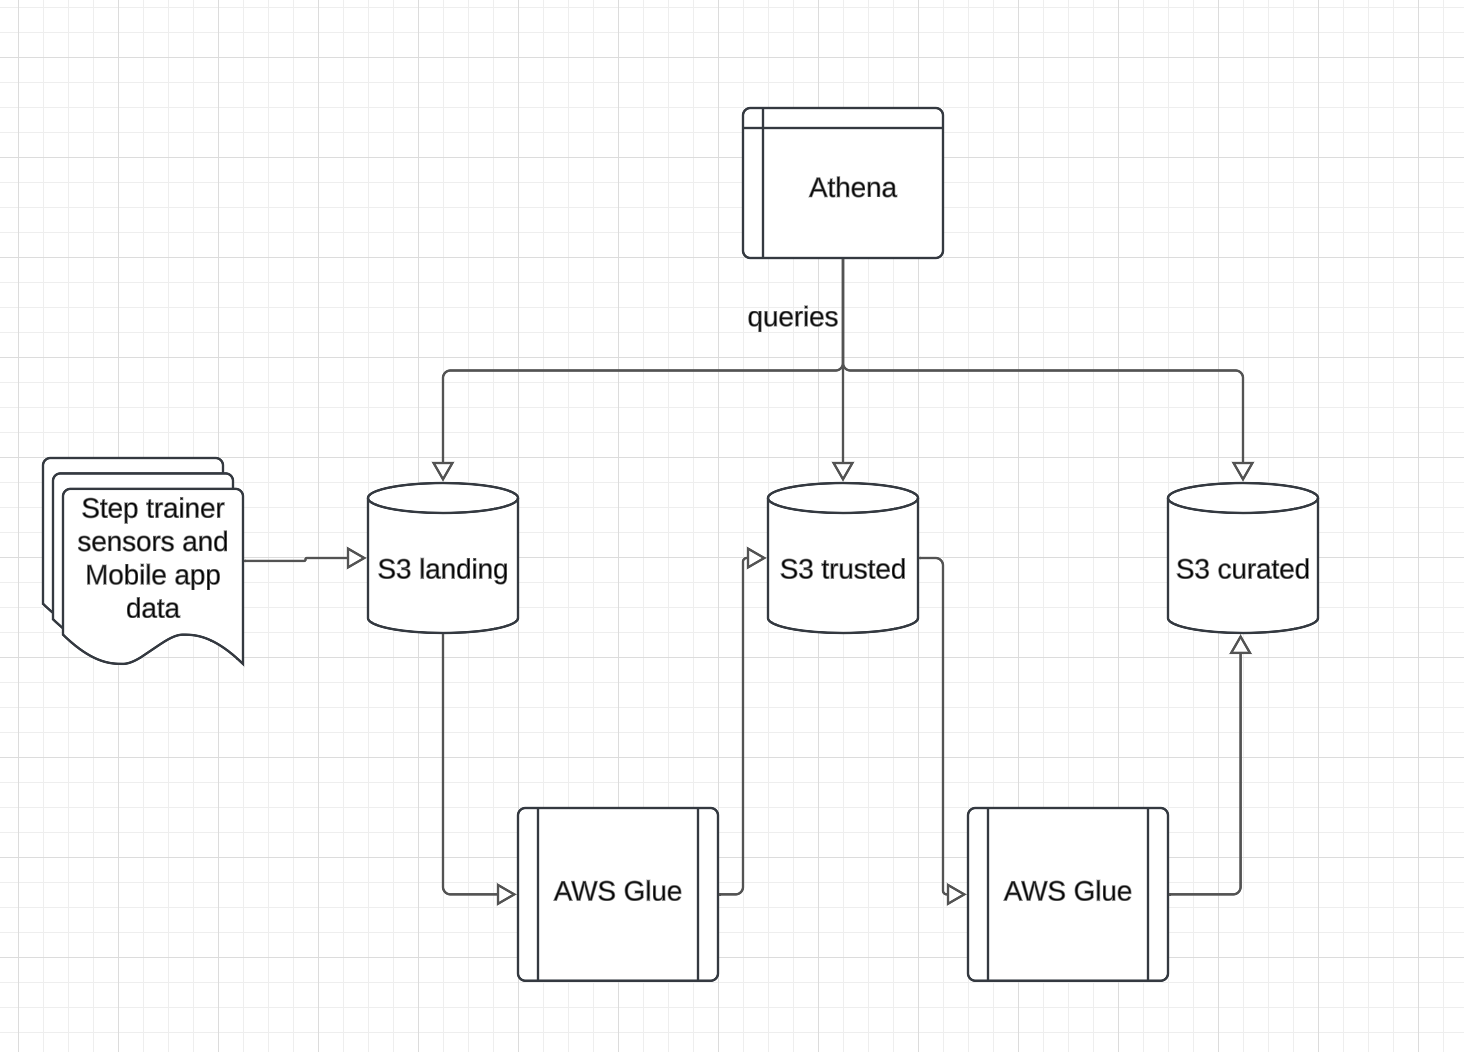 Athena
queries
Step trainer
sensors and
Mobile app
data
S3 landing
S3 trusted
S3 curated
AWS Glue
AWS Glue